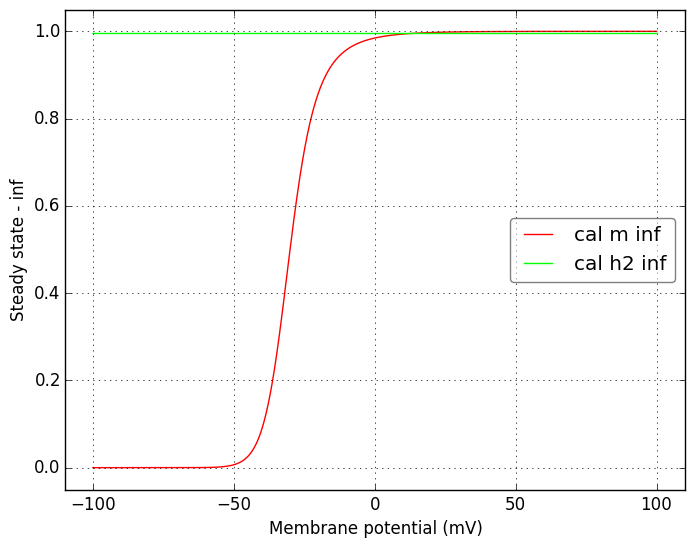 1.0
0.8
0.6
0.4
0.2
0.0
Steady state - inf
cal m inf
cal h2 inf
−100
−50
0
50
100
Membrane potential (mV)